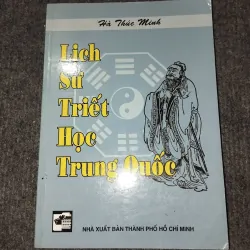 Hà Thúc Minh
Lịch
Sử
Triết
Học
Trung Quốc
NHÀ XUẤT BẢN THÀNH PHỐ HỒ CHÍ MINH